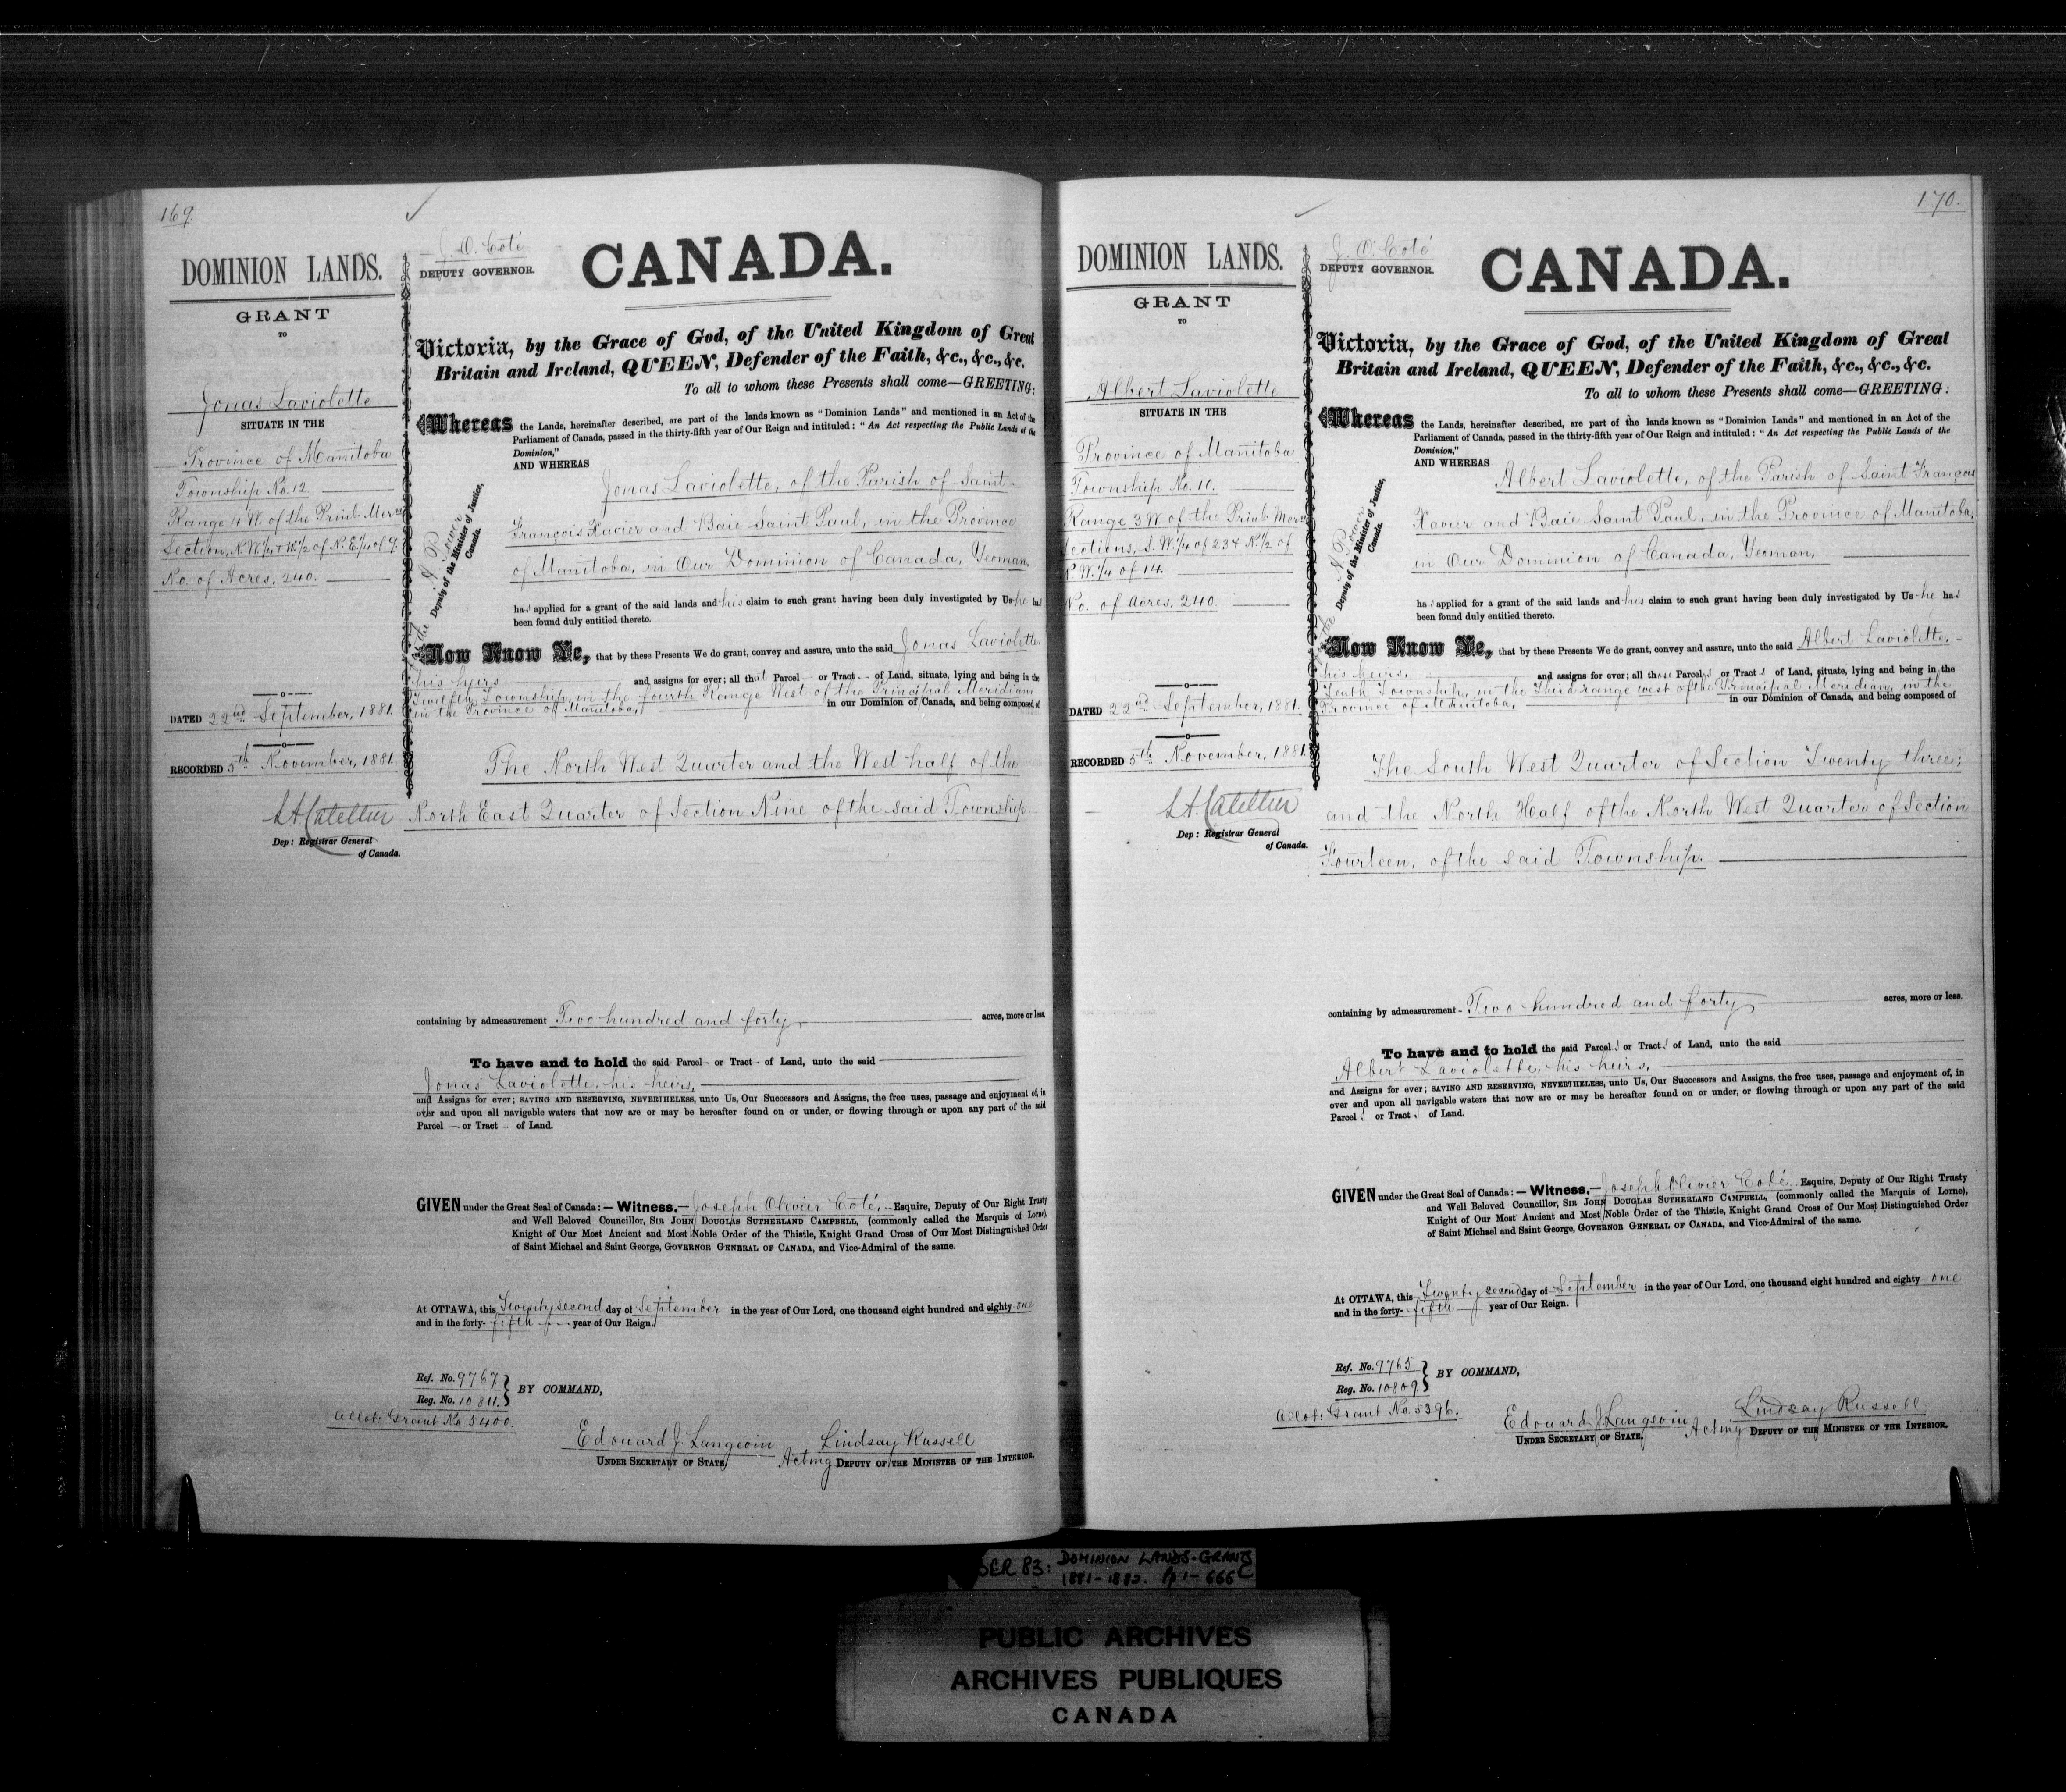 169.
DOMINION LANDS.
GRANT
TO
Jonas Laviolette
SITUATE IN THE
Province of Manitoba
Township No. 12
Range 4 W. of the Prin'l Mer'n
Section, N.W. 1/4 & W. 1/2 of N.E. 1/4 of 9.
No. of Acres, 240.
DATED 22nd September, 1881.
RECORDED 5th November, 1881.
Dep: Registrar General
of Canada.
J. O. Coté
DEPUTY GOVERNOR.
CANADA.
Victoria, by the Grace of God, of the United Kingdom of Great
Britain and Ireland, QUEEN, Defender of the Faith, &c., &c., &c.
To all to whom these Presents shall come—GREETING:
Whereas the Lands, hereinafter described, are part of the lands known as "Dominion Lands" and mentioned in an Act of the
Parliament of Canada, passed in the thirty-fifth year of Our Reign and intituled: "An Act respecting the Public Lands of the
Dominion,"
AND WHEREAS
Jonas Laviolette, of the Parish of Saint-
François Xavier and Baie Saint Paul, in the Province
of Manitoba, in Our Dominion of Canada, Yeoman,
A. Power
Deputy of the Minister of Justice,
Canada.
has applied for a grant of the said lands and his claim to such grant having been duly investigated by Us he has
been found duly entitled thereto.
Now Know Ye, that by these Presents We do grant, convey and assure, unto the said Jonas Laviolette
his heirs and assigns for ever; all that Parcel or Tract of Land, situate, lying and being in the
Twelfth Township, in the fourth Range West of the Principal Meridian
in the Province of Manitoba, in our Dominion of Canada, and being composed of
The North West Quarter and the West half of the
North East Quarter of Section Nine of the said Township.
containing by admeasurement Two hundred and forty, acres, more or less.
To have and to hold the said Parcel or Tract of Land, unto the said
Jonas Laviolette, his heirs,
and Assigns for ever; SAVING AND RESERVING, NEVERTHELESS, unto Us, Our Successors and Assigns, the free uses, passage and enjoyment of, in
over and upon all navigable waters that now are or may be hereafter found on or under, or flowing through or upon any part of the said
Parcel or Tract of Land.
GIVEN under the Great Seal of Canada:—Witness,—Joseph Olivier Coté, Esquire, Deputy of Our Right Trusty
and Well Beloved Councillor, SIR JOHN DOUGLAS SUTHERLAND CAMPBELL, (commonly called the Marquis of Lorne),
Knight of Our Most Ancient and Most Noble Order of the Thistle, Knight Grand Cross of Our Most Distinguished Order
of Saint Michael and Saint George, GOVERNOR GENERAL OF CANADA, and Vice-Admiral of the same.
At OTTAWA, this Twenty second day of September in the year of Our Lord, one thousand eight hundred and eighty-one
and in the forty-fifth year of Our Reign.
Ref. No. 9767
Reg. No. 10811.
BY COMMAND,
Allot: Grant No. 5400.
Edouard J. Langevin
UNDER SECRETARY OF STATE,
Lindsay Russell
Acting DEPUTY OF THE MINISTER OF THE INTERIOR.
170.
DOMINION LANDS.
GRANT
TO
Albert Laviolette
SITUATE IN THE
Province of Manitoba
Township No. 10.
Range 3 W of the Prin'l Mer'n
Sections, S.W. 1/4 of 23 & N. 1/2 of
N.W. 1/4 of 14.
No. of Acres, 240.
DATED 22nd September, 1881.
RECORDED 5th November, 1881.
Dep: Registrar General
of Canada.
J. O. Coté
DEPUTY GOVERNOR.
CANADA.
Victoria, by the Grace of God, of the United Kingdom of Great
Britain and Ireland, QUEEN, Defender of the Faith, &c., &c., &c.
To all to whom these Presents shall come—GREETING:
Whereas the Lands, hereinafter described, are part of the lands known as "Dominion Lands" and mentioned in an Act of the
Parliament of Canada, passed in the thirty-fifth year of Our Reign and intituled: "An Act respecting the Public Lands of the
Dominion,"
AND WHEREAS Albert Laviolette, of the Parish of Saint François
Xavier and Baie Saint Paul, in the Province of Manitoba,
in Our Dominion of Canada, Yeoman,
A. Power
Deputy of the Minister of Justice,
Canada.
has applied for a grant of the said lands and his claim to such grant having been duly investigated by Us he has
been found duly entitled thereto.
Now Know Ye, that by these Presents We do grant, convey and assure, unto the said Albert Laviolette,
his heirs, and assigns for ever; all those Parcels or Tracts of Land, situate, lying and being in the
Tenth Township, in the Third range west of the Principal Meridian, in the
Province of Manitoba, in our Dominion of Canada, and being composed of
The South West Quarter of Section Twenty three;
and the North Half of the North West Quarter of Section
Fourteen, of the said Township.
containing by admeasurement Two hundred and forty acres, more or less.
To have and to hold the said Parcels or Tracts of Land, unto the said
Albert Laviolette, his heirs,
and Assigns for ever; SAVING AND RESERVING, NEVERTHELESS, unto Us, Our Successors and Assigns, the free uses, passage and enjoyment of, in
over and upon all navigable waters that now are or may be hereafter found on or under, or flowing through or upon any part of the said
Parcels or Tracts of Land.
GIVEN under the Great Seal of Canada:—Witness,—Joseph Olivier Coté, Esquire, Deputy of Our Right Trusty
and Well Beloved Councillor, SIR JOHN DOUGLAS SUTHERLAND CAMPBELL, (commonly called the Marquis of Lorne),
Knight of Our Most Ancient and Most Noble Order of the Thistle, Knight Grand Cross of Our Most Distinguished Order
of Saint Michael and Saint George, GOVERNOR GENERAL OF CANADA, and Vice-Admiral of the same.
At OTTAWA, this Twenty second day of September in the year of Our Lord, one thousand eight hundred and eighty-one
and in the forty-fifth year of Our Reign.
Ref. No. 9765
Reg. No. 10809.
BY COMMAND,
Allot: Grant No. 5396.
Edouard J. Langevin
UNDER SECRETARY OF STATE,
Lindsay Russell
Acting DEPUTY OF THE MINISTER OF THE INTERIOR.
BER 83: DOMINION LANDS-GRANTS
1881-1882. Pp 1-666
PUBLIC ARCHIVES
ARCHIVES PUBLIQUES
CANADA